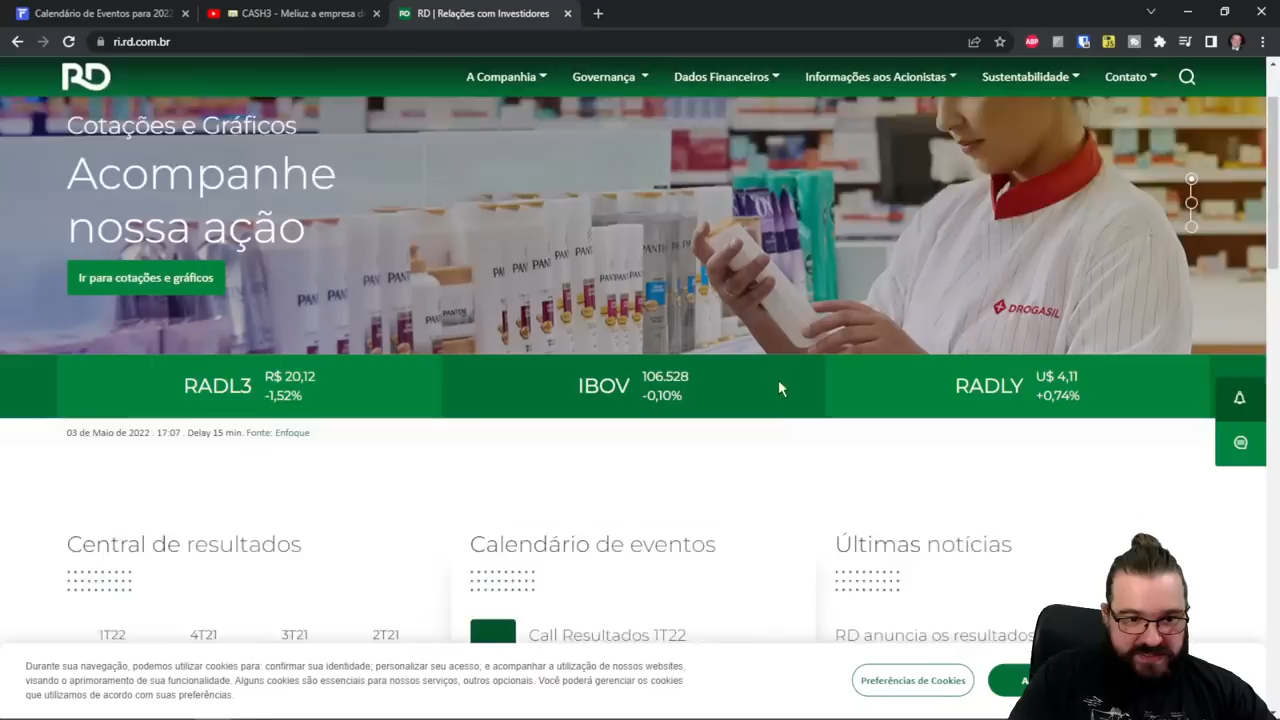 Calendário de Eventos para 202
CASH3 - Meliuz a empresa d
RD | Relações com Investidores
ri.rd.com.br
ABP
RD
A Companhia
Governança
Dados Financeiros
Informações aos Acionistas
Sustentabilidade
Contato
Cotações e Gráficos
Acompanhe
nossa ação
Ir para cotações e gráficos
DROGASIL
RADL3
R$ 20,12
-1,52%
IBOV
106.528
-0,10%
RADLY
U$ 4,11
+0,74%
03 de Maio de 2022 . 17:07 . Delay 15 min. Fonte: Enfoque
Central de resultados
Calendário de eventos
Últimas notícias
1T22 4T21 3T21 2T21
Call Resultados 1T22
RD anuncia os resultados
Durante sua navegação, podemos utilizar cookies para: confirmar sua identidade; personalizar seu acesso; e acompanhar a utilização de nossos websites,
visando o aprimoramento de sua funcionalidade. Alguns cookies são essenciais para nossos serviços, outros opcionais. Você poderá gerenciar os cookies
que utilizamos de acordo com suas preferências.
Preferências de Cookies
A